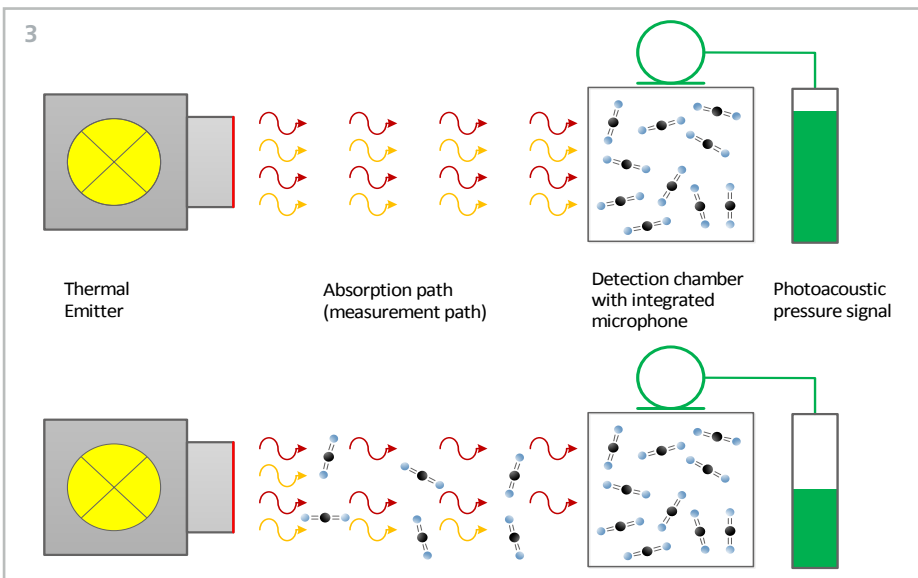 3
Thermal
Emitter
Absorption path
(measurement path)
Detection chamber
with integrated
microphone
Photoacoustic
pressure signal